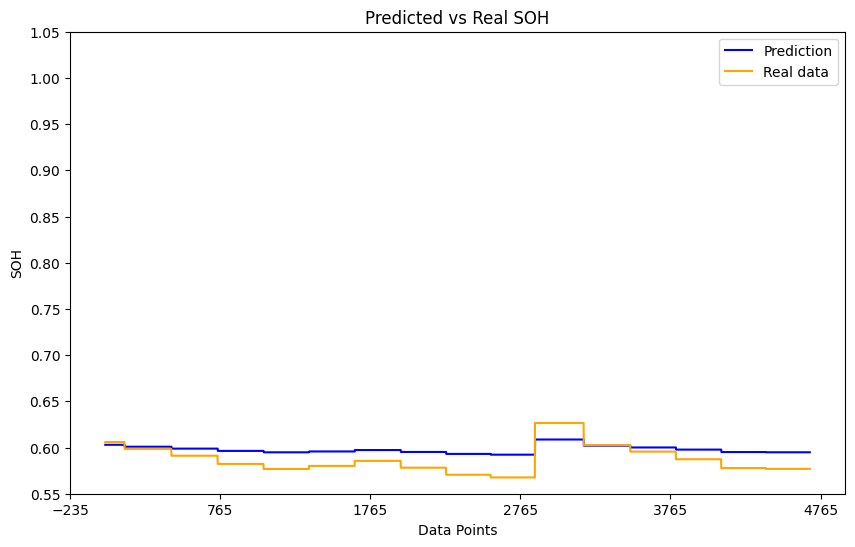 Predicted vs Real SOH
1.05
1.00
0.95
0.90
0.85
0.80
0.75
0.70
0.65
0.60
0.55
SOH
Prediction
Real data
−235 765 1765 2765 3765 4765
Data Points